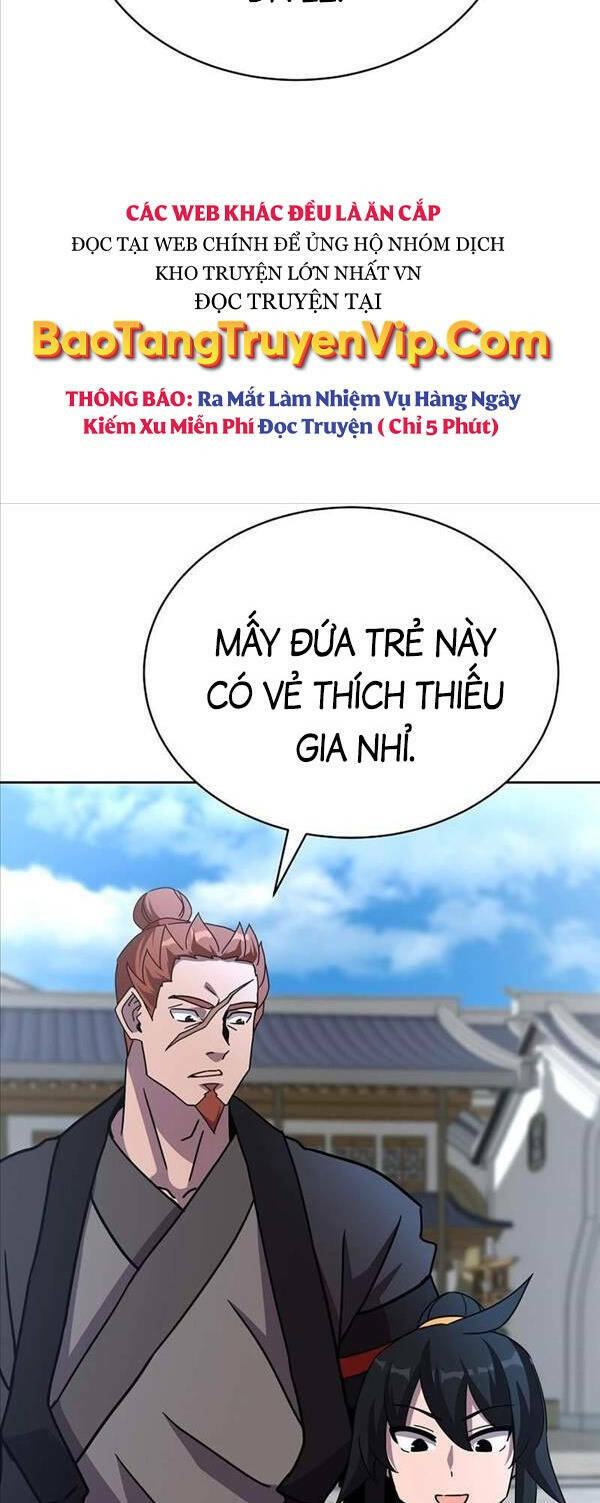 CÁC WEB KHÁC ĐỀU LÀ ĂN CẮP
ĐỌC TẠI WEB CHÍNH ĐỂ ỦNG HỘ NHÓM DỊCH
KHO TRUYỆN LỚN NHẤT VN
ĐỌC TRUYỆN TẠI
BaoTangTruyenVip.Com
THÔNG BÁO: Ra Mắt Làm Nhiệm Vụ Hàng Ngày
Kiếm Xu Miễn Phí Đọc Truyện ( Chỉ 5 Phút)
MẤY ĐỨA TRẺ NÀY
CÓ VẺ THÍCH THIẾU
GIA NHỈ.